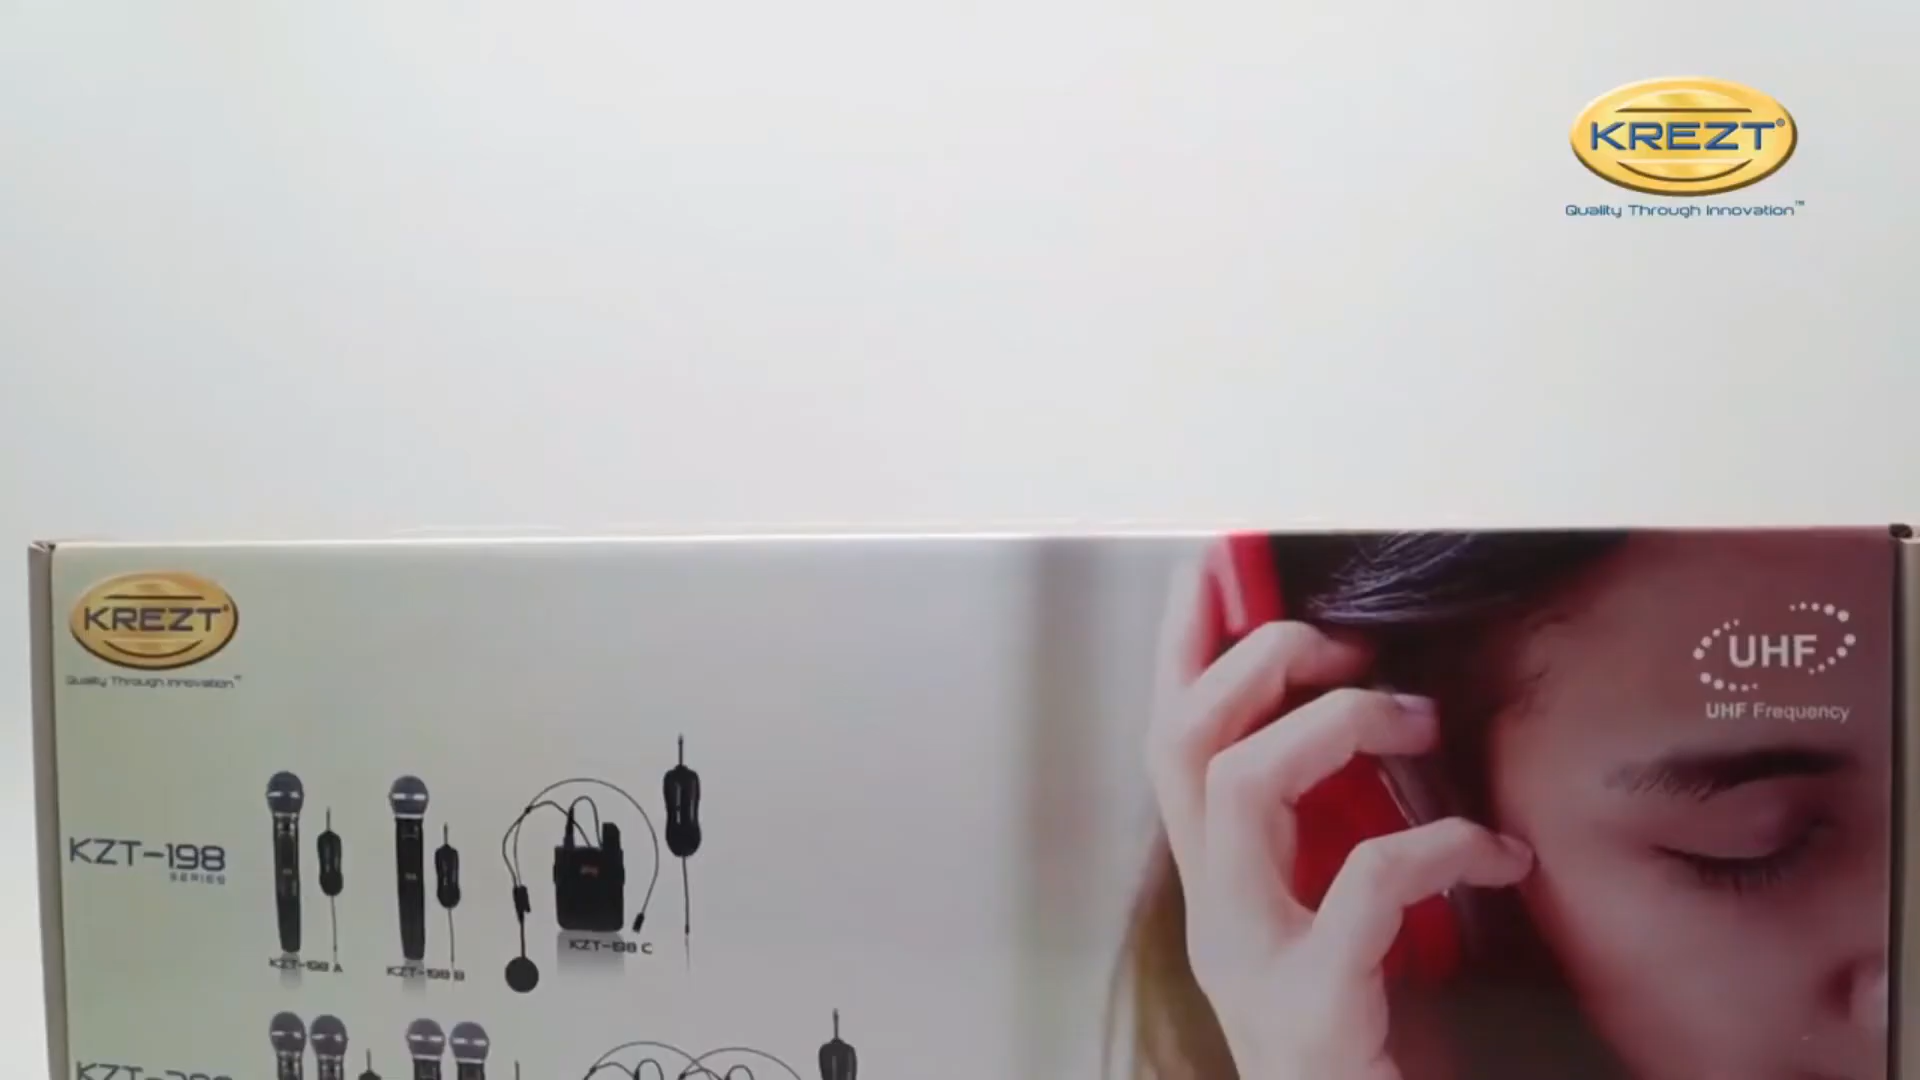 KREZT®
Quality Through Innovation™
KREZT®
Quality Through Innovation™
UHF
UHF Frequency
KZT-198
SERIES
KZT-198 A
KZT-198 B
KZT-198 C